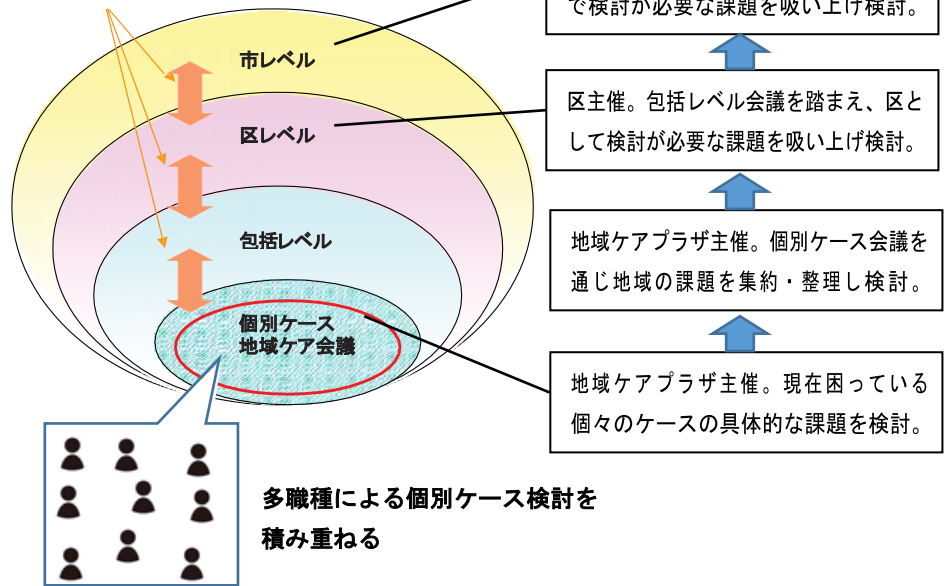 で検討が必要な課題を吸い上げ検討。
市レベル
区レベル
区主催。包括レベル会議を踏まえ、区と
して検討が必要な課題を吸い上げ検討。
包括レベル
地域ケアプラザ主催。個別ケース会議を
通じ地域の課題を集約・整理し検討。
個別ケース
地域ケア会議
地域ケアプラザ主催。現在困っている
個々のケースの具体的な課題を検討。
多職種による個別ケース検討を
積み重ねる